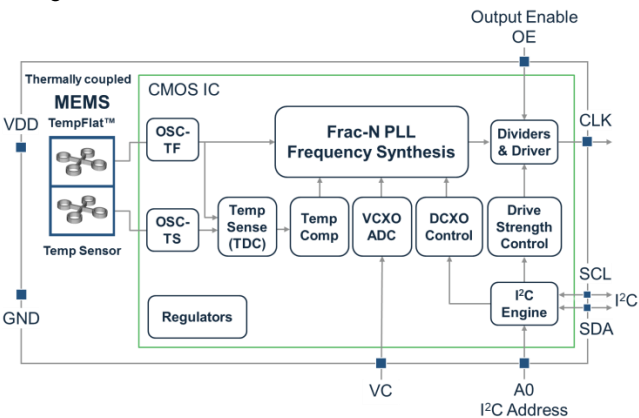 Output Enable
OE
Thermally coupled
MEMS
TempFlat™
VDD
CMOS IC
OSC-
TF
Frac-N PLL
Frequency Synthesis
Dividers
& Driver
CLK
Temp Sensor
OSC-
TS
Temp
Sense
(TDC)
Temp
Comp
VCXO
ADC
DCXO
Control
Drive
Strength
Control
GND
Regulators
I²C
Engine
SCL
I²C
SDA
VC
A0
I²C Address